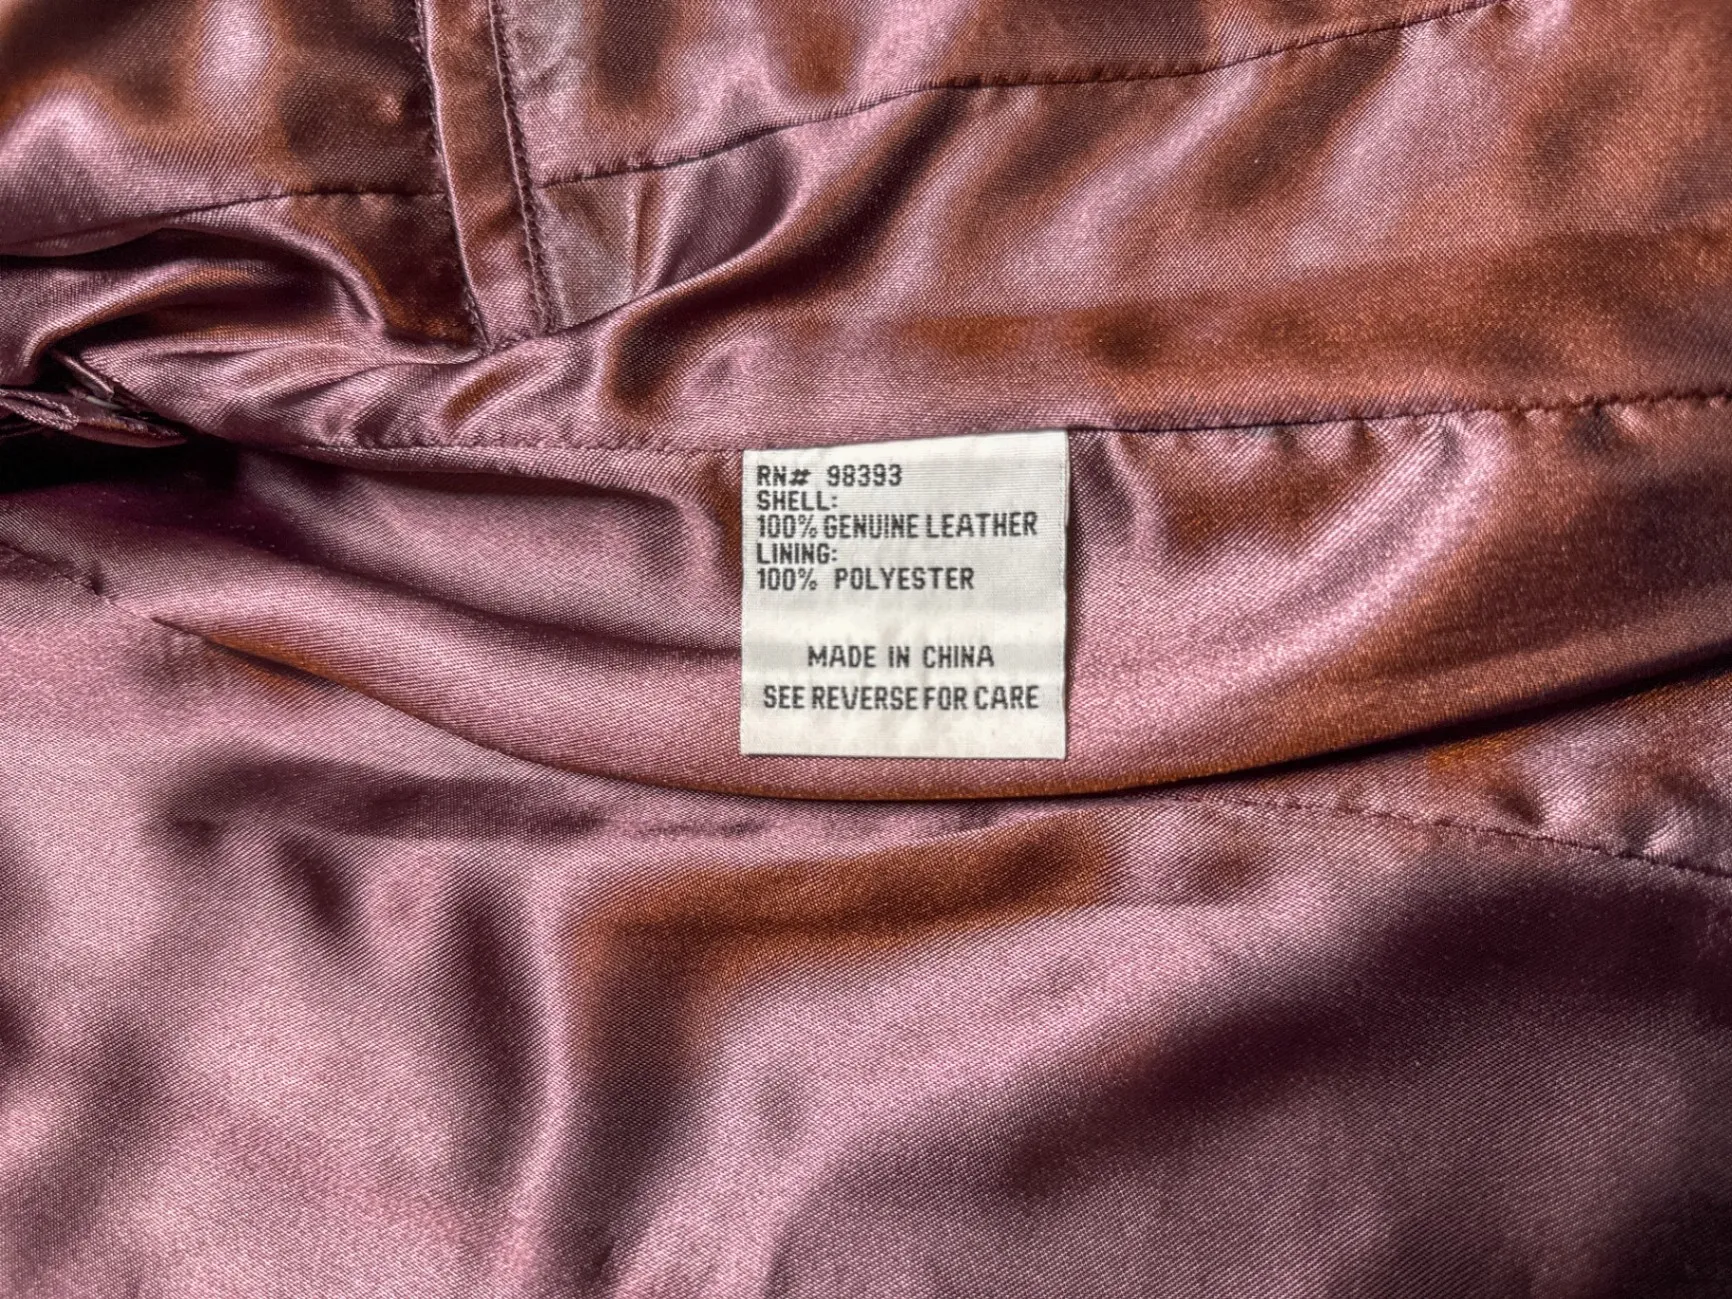 RN# 98393
SHELL:
100% GENUINE LEATHER
LINING:
100% POLYESTER
MADE IN CHINA
SEE REVERSE FOR CARE